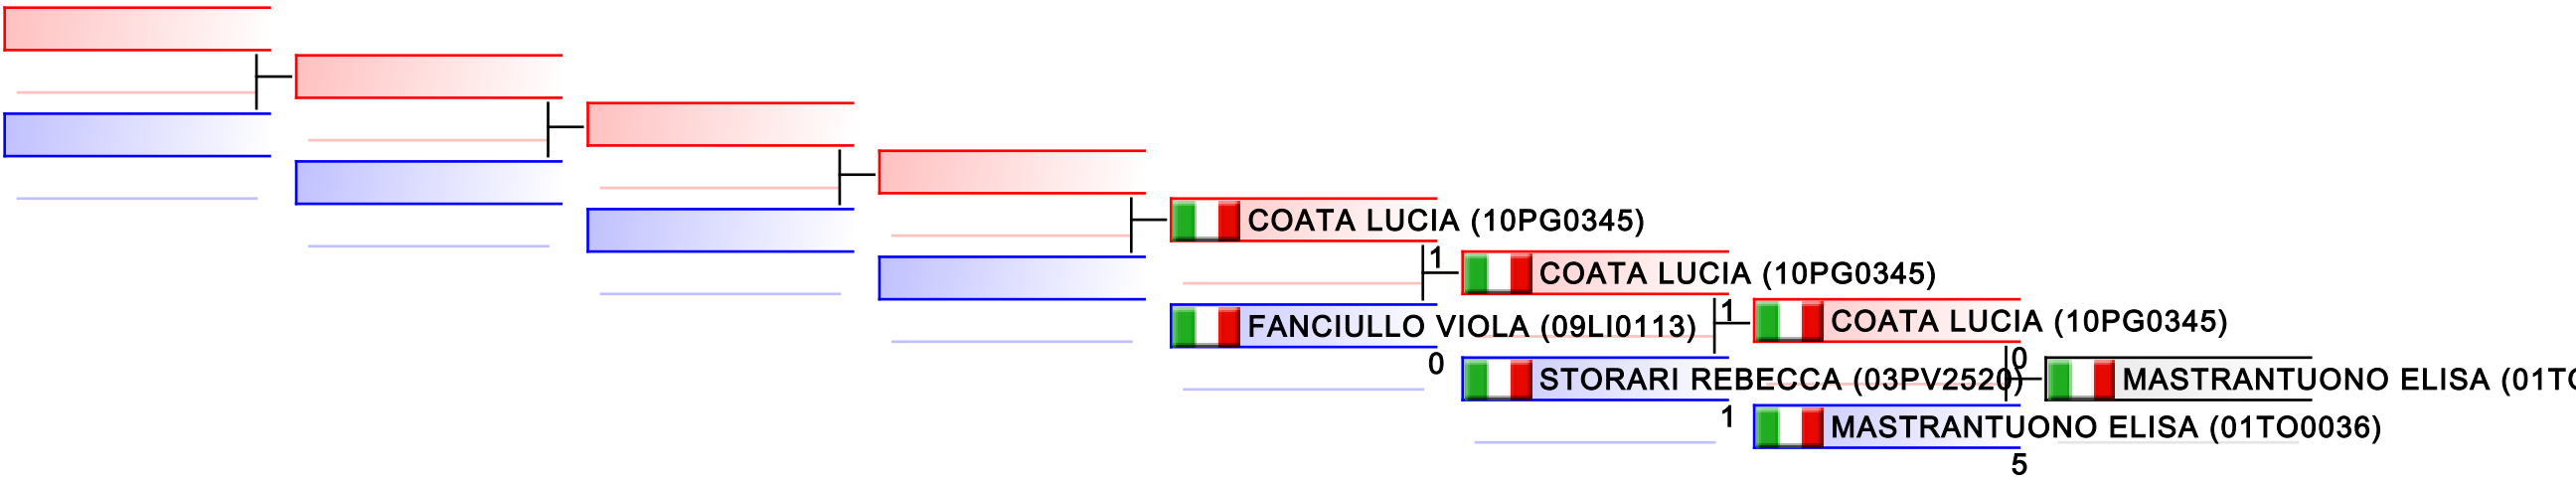 COATA LUCIA (10PG0345)
1
COATA LUCIA (10PG0345)
FANCIULLO VIOLA (09LI0113)
0
1
COATA LUCIA (10PG0345)
STORARI REBECCA (03PV2520)
1
0
MASTRANTUONO ELISA (01TO
MASTRANTUONO ELISA (01TO0036)
5